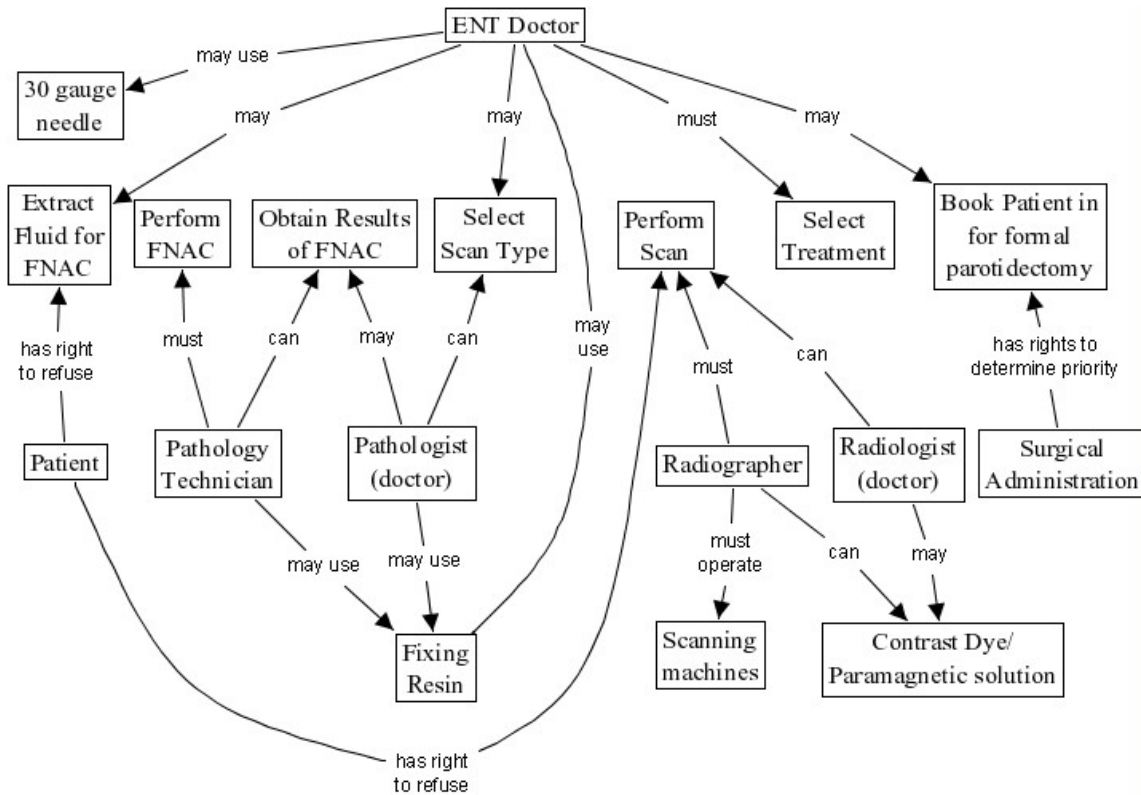 ENT Doctor
may use
30 gauge
needle
may
may
must
may
Extract
Fluid for
FNAC
Perform
FNAC
Obtain Results
of FNAC
Select
Scan Type
Perform
Scan
Select
Treatment
Book Patient in
for formal
parotidectomy
has right
to refuse
must
can
may
can
may
use
must
can
has rights to
determine priority
Patient
Pathology
Technician
Pathologist
(doctor)
Radiographer
Radiologist
(doctor)
Surgical
Administration
may use
may use
must
operate
can
may
Fixing
Resin
Scanning
machines
Contrast Dye/
Paramagnetic solution
has right
to refuse